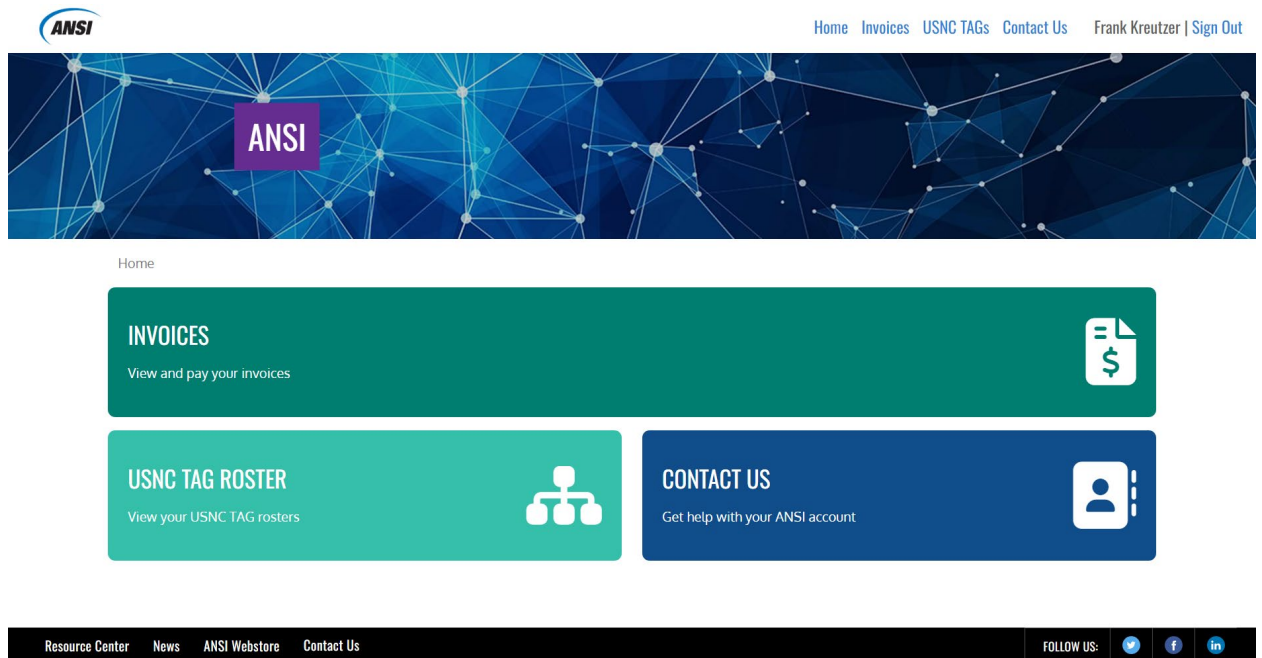 ANSI
Home Invoices USNC TAGs Contact Us Frank Kreutzer | Sign Out
ANSI
Home
INVOICES
View and pay your invoices
USNC TAG ROSTER
View your USNC TAG rosters
CONTACT US
Get help with your ANSI account
Resource Center News ANSI Webstore Contact Us FOLLOW US: